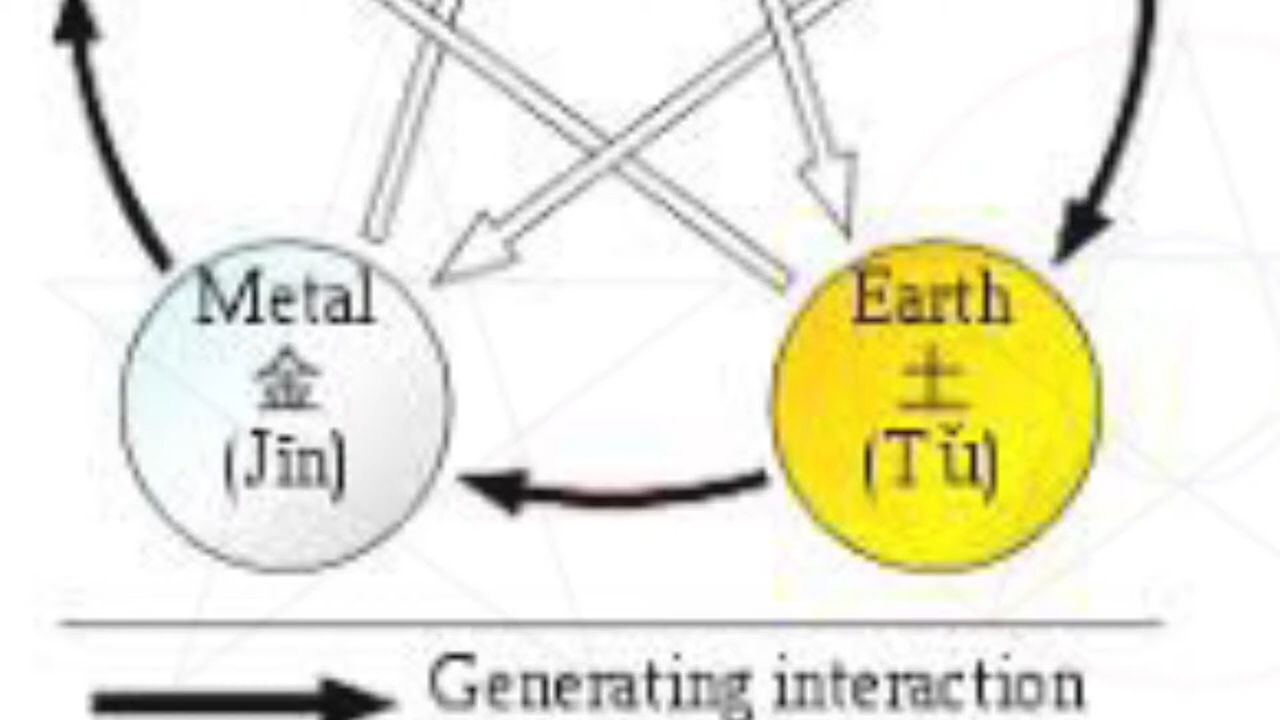 Metal
金
(Jīn)
Earth
土
(Tǔ)
Generating interaction